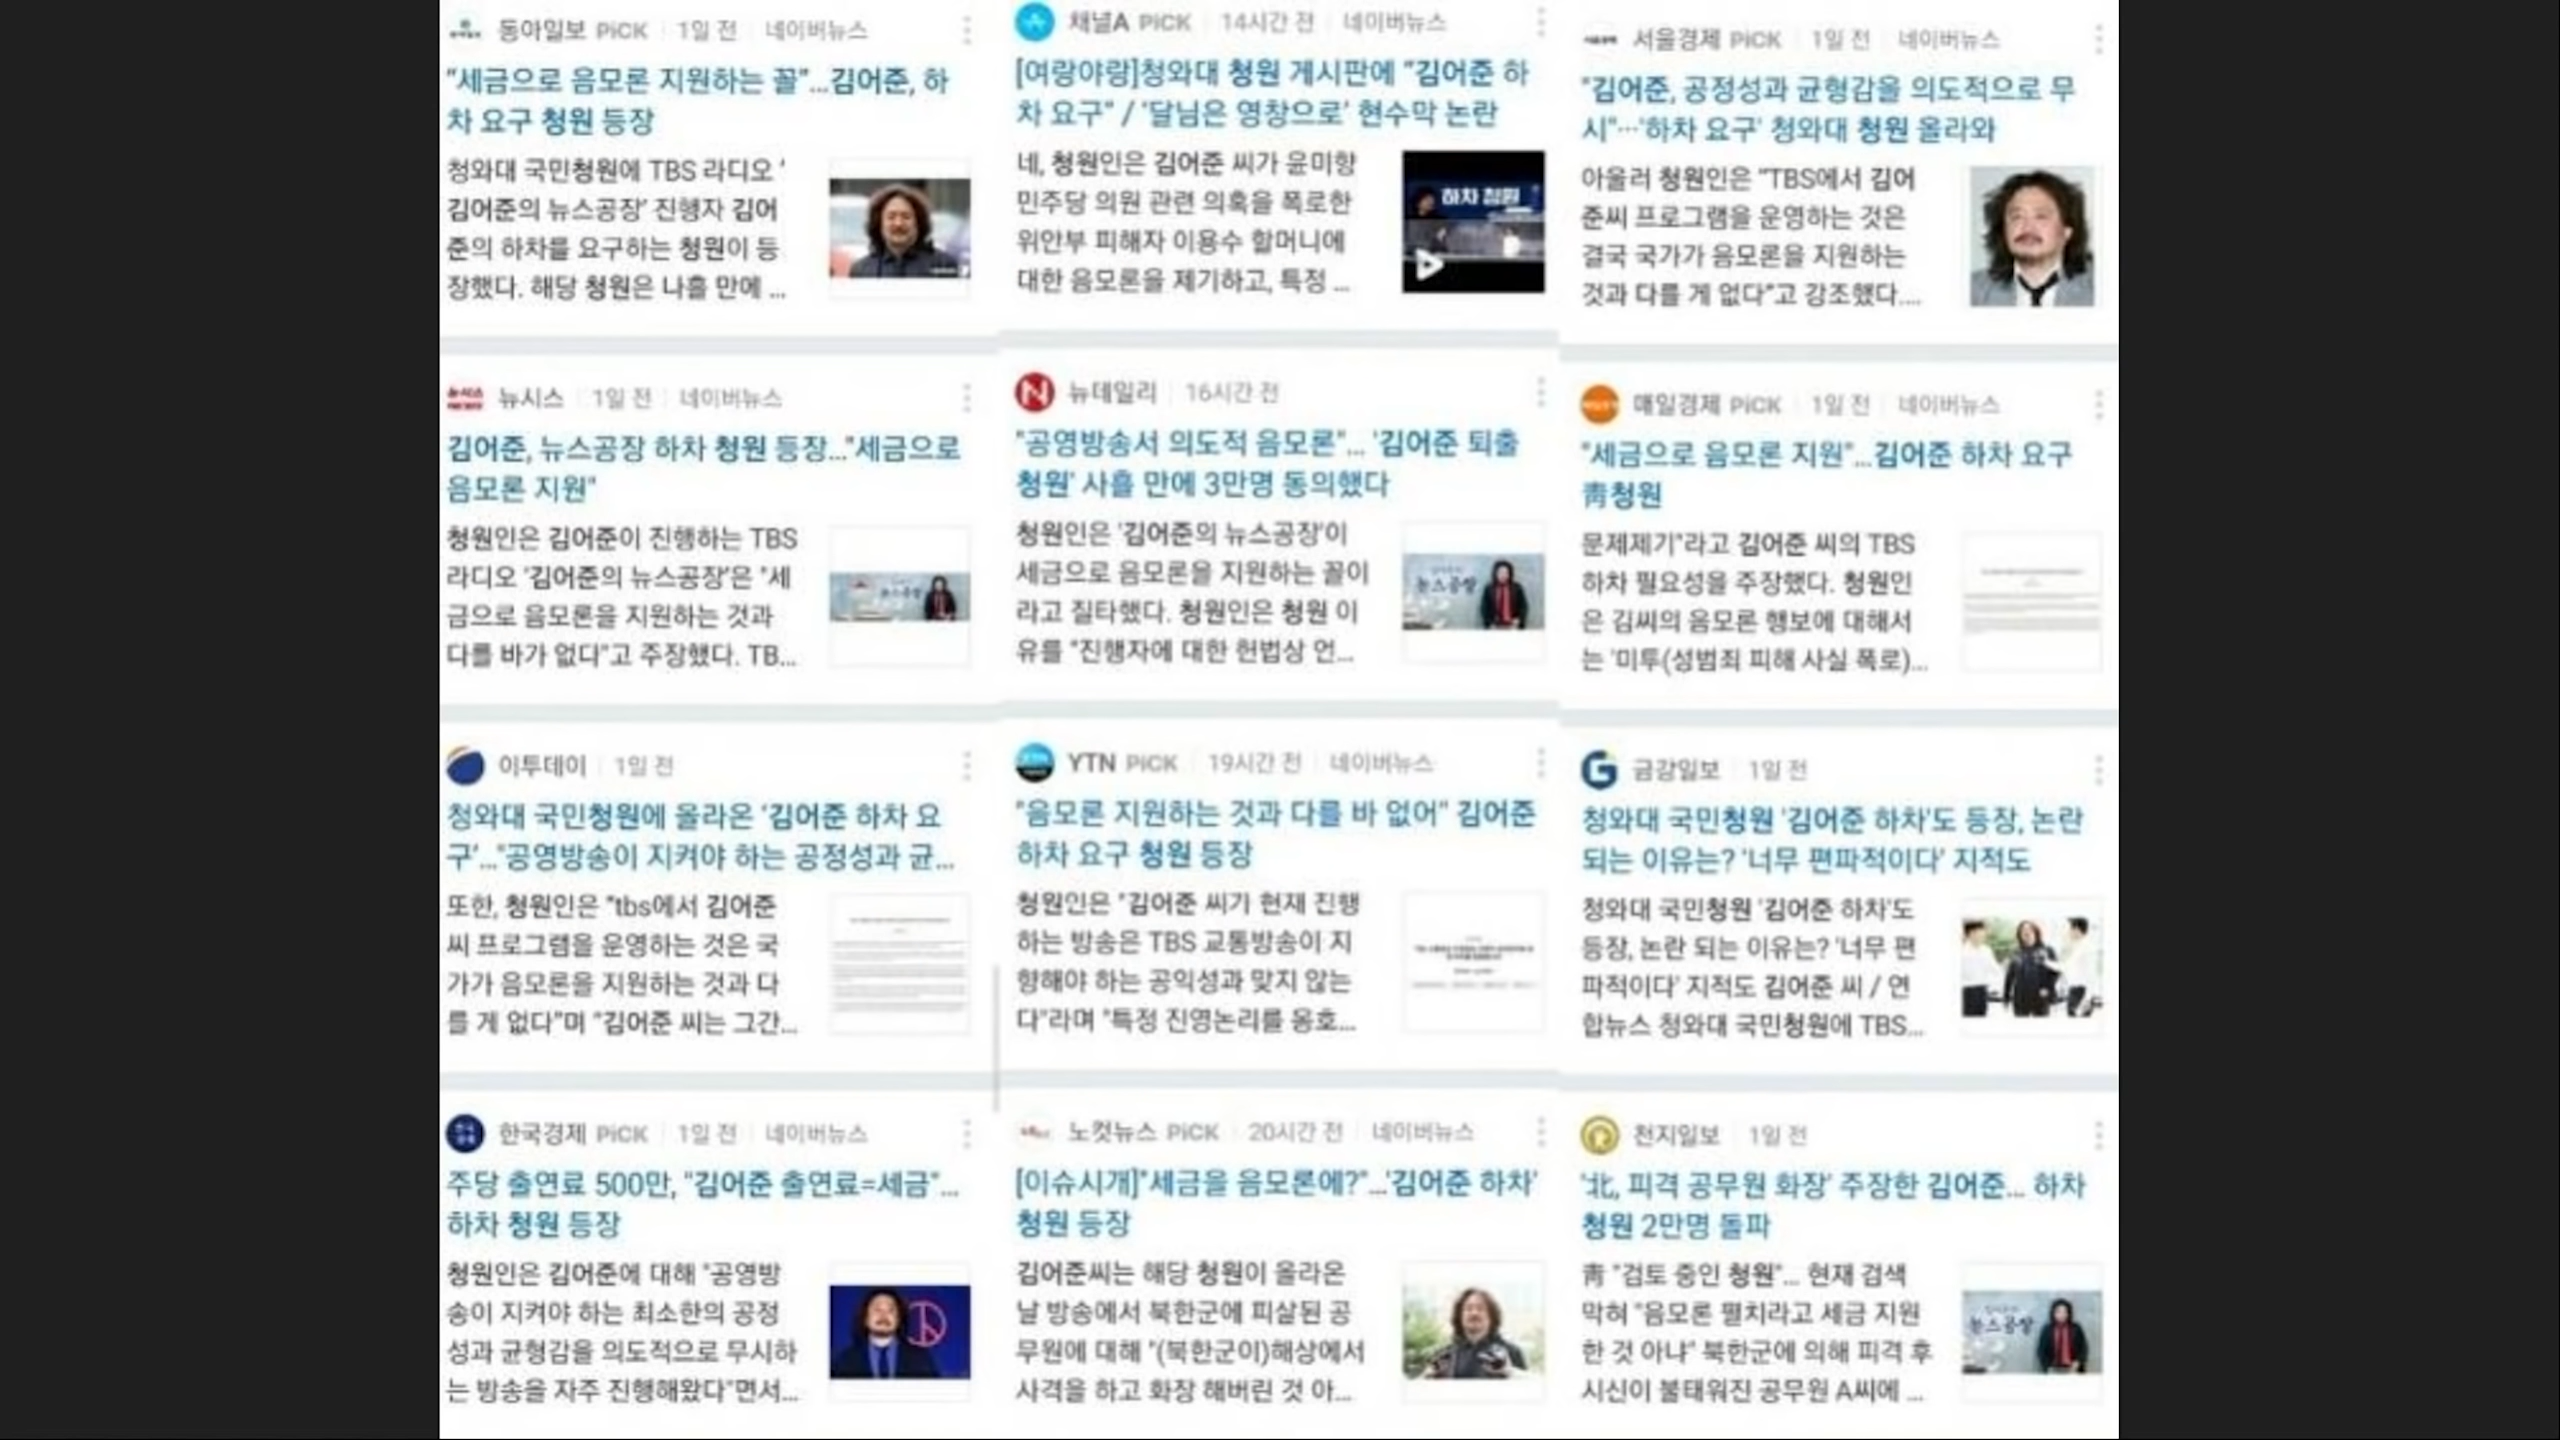 동아일보 PiCK 1일 전 네이버뉴스
"세금으로 음모론 지원하는 꼴"...김어준, 하
차 요구 청원 등장
청와대 국민청원에 TBS 라디오 '
김어준의 뉴스공장' 진행자 김어
준의 하차를 요구하는 청원이 등
장했다. 해당 청원은 나흘 만에 ...
뉴시스 1일 전 네이버뉴스
김어준, 뉴스공장 하차 청원 등장..."세금으로
음모론 지원"
청원인은 김어준이 진행하는 TBS
라디오 '김어준의 뉴스공장'은 "세
금으로 음모론을 지원하는 것과
다를 바가 없다"고 주장했다. TB...
뉴스공장
이투데이 1일 전
청와대 국민청원에 올라온 '김어준 하차 요
구'..."공영방송이 지켜야 하는 공정성과 균...
또한, 청원인은 "tbs에서 김어준
씨 프로그램을 운영하는 것은 국
가가 음모론을 지원하는 것과 다
를 게 없다"며 "김어준 씨는 그간...
한국경제 PiCK 1일 전 네이버뉴스
주당 출연료 500만, "김어준 출연료=세금"...
하차 청원 등장
청원인은 김어준에 대해 "공영방
송이 지켜야 하는 최소한의 공정
성과 균형감을 의도적으로 무시하
는 방송을 자주 진행해왔다"면서...
채널A PiCK 14시간 전 네이버뉴스
[여랑야랑]청와대 청원 게시판에 "김어준 하
차 요구" / '달님은 영창으로' 현수막 논란
네, 청원인은 김어준 씨가 윤미향
민주당 의원 관련 의혹을 폭로한
위안부 피해자 이용수 할머니에
대한 음모론을 제기하고, 특정 ...
하차 청원
뉴데일리 16시간 전
"공영방송서 의도적 음모론"... '김어준 퇴출
청원' 사흘 만에 3만명 동의했다
청원인은 '김어준의 뉴스공장'이
세금으로 음모론을 지원하는 꼴이
라고 질타했다. 청원인은 청원 이
유를 "진행자에 대한 헌법상 언...
뉴스공장
YTN PiCK 19시간 전 네이버뉴스
"음모론 지원하는 것과 다를 바 없어" 김어준
하차 요구 청원 등장
청원인은 "김어준 씨가 현재 진행
하는 방송은 TBS 교통방송이 지
향해야 하는 공익성과 맞지 않는
다"라며 "특정 진영논리를 옹호...
노컷뉴스 PiCK 20시간 전 네이버뉴스
[이슈시개]"세금을 음모론에?"...'김어준 하차'
청원 등장
김어준씨는 해당 청원이 올라온
날 방송에서 북한군에 피살된 공
무원에 대해 "(북한군이)해상에서
사격을 하고 화장 해버린 것 아...
서울경제 PiCK 1일 전 네이버뉴스
"김어준, 공정성과 균형감을 의도적으로 무
시"…'하차 요구' 청와대 청원 올라와
아울러 청원인은 "TBS에서 김어
준씨 프로그램을 운영하는 것은
결국 국가가 음모론을 지원하는
것과 다를 게 없다"고 강조했다....
매일경제 PiCK 1일 전 네이버뉴스
"세금으로 음모론 지원"...김어준 하차 요구
靑청원
문제제기"라고 김어준 씨의 TBS
하차 필요성을 주장했다. 청원인
은 김씨의 음모론 행보에 대해서
는 '미투(성범죄 피해 사실 폭로)...
금강일보 1일 전
청와대 국민청원 '김어준 하차'도 등장, 논란
되는 이유는? '너무 편파적이다' 지적도
청와대 국민청원 '김어준 하차'도
등장, 논란 되는 이유는? '너무 편
파적이다' 지적도 김어준 씨 / 연
합뉴스 청와대 국민청원에 TBS...
천지일보 1일 전
'北, 피격 공무원 화장' 주장한 김어준... 하차
청원 2만명 돌파
靑 "검토 중인 청원"... 현재 검색
막혀 "음모론 펼치라고 세금 지원
한 것 아냐" 북한군에 의해 피격 후
시신이 불태워진 공무원 A씨에 ...
뉴스공장